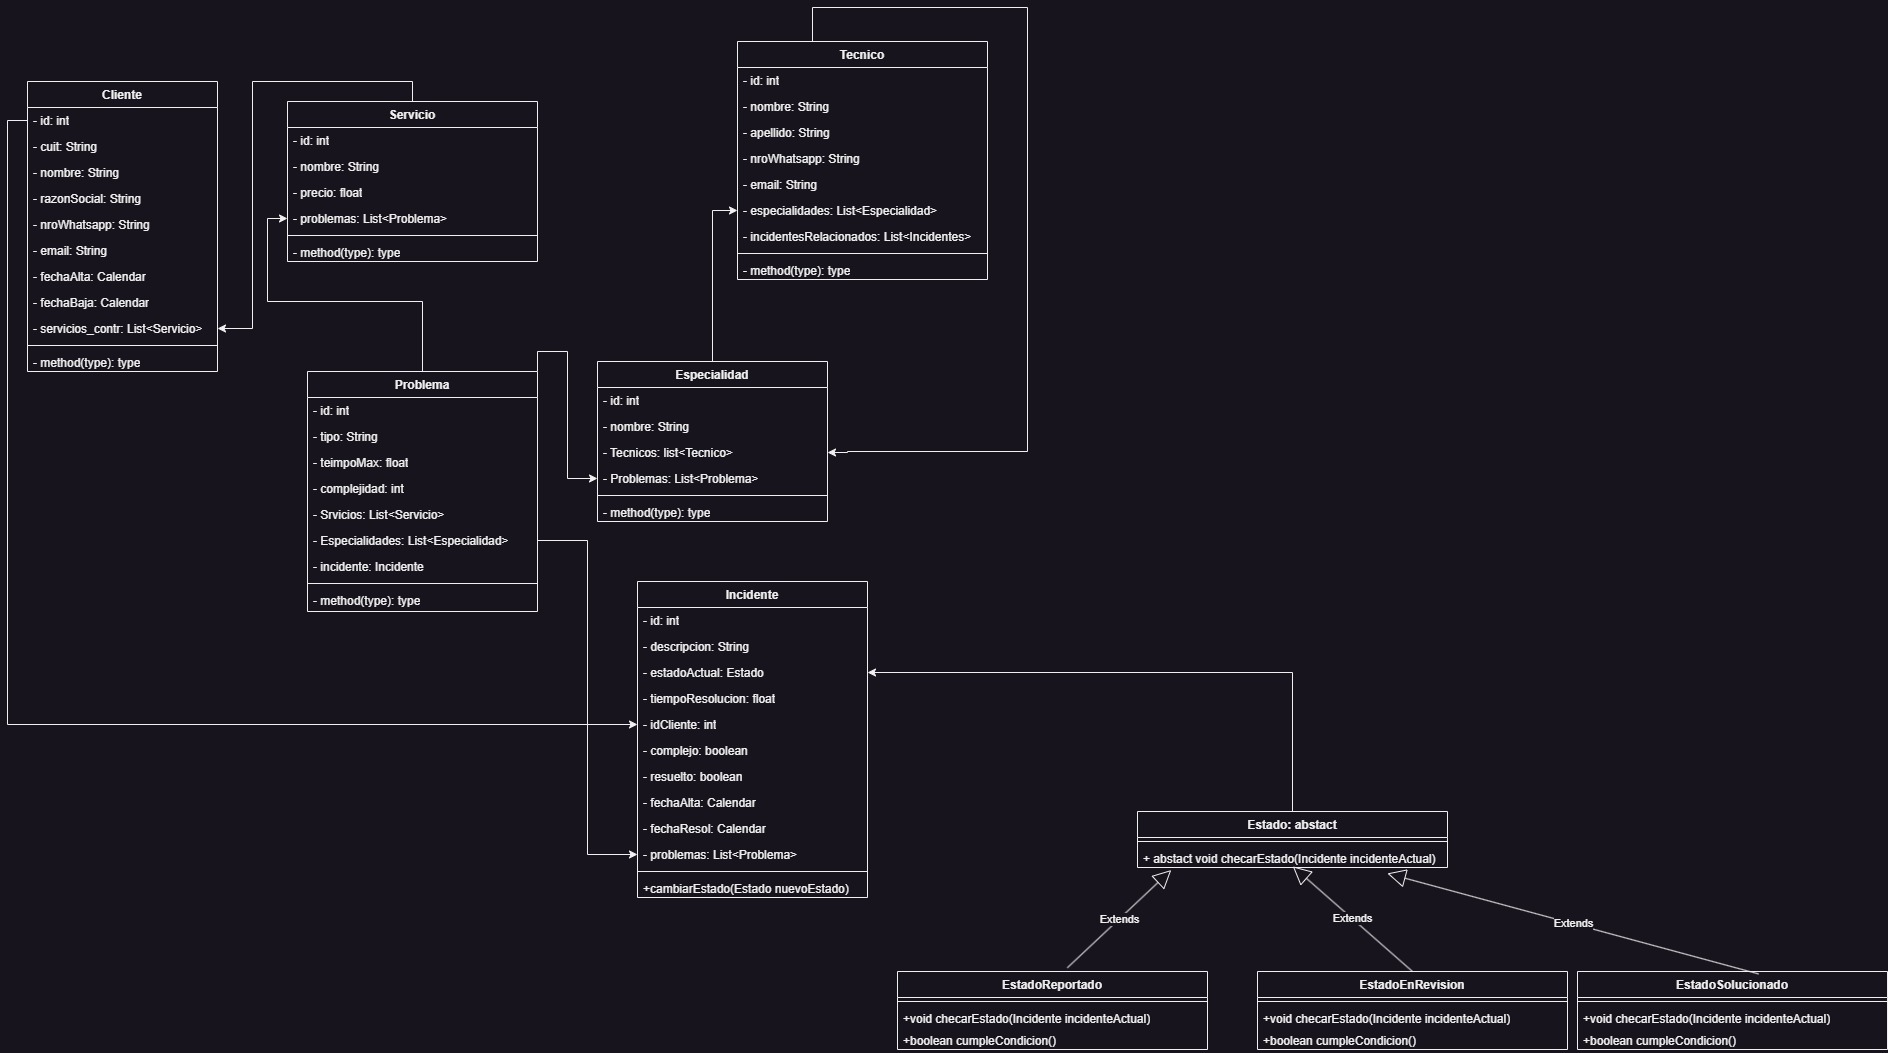 Cliente
- id: int
- cuit: String
- nombre: String
- razonSocial: String
- nroWhatsapp: String
- email: String
- fechaAlta: Calendar
- fechaBaja: Calendar
- servicios_contr: List<Servicio>
- method(type): type
Servicio
- id: int
- nombre: String
- precio: float
- problemas: List<Problema>
- method(type): type
Tecnico
- id: int
- nombre: String
- apellido: String
- nroWhatsapp: String
- email: String
- especialidades: List<Especialidad>
- incidentesRelacionados: List<Incidentes>
- method(type): type
Problema
- id: int
- tipo: String
- teimpoMax: float
- complejidad: int
- Srvicios: List<Servicio>
- Especialidades: List<Especialidad>
- incidente: Incidente
- method(type): type
Especialidad
- id: int
- nombre: String
- Tecnicos: list<Tecnico>
- Problemas: List<Problema>
- method(type): type
Incidente
- id: int
- descripcion: String
- estadoActual: Estado
- tiempoResolucion: float
- idCliente: int
- complejo: boolean
- resuelto: boolean
- fechaAlta: Calendar
- fechaResol: Calendar
- problemas: List<Problema>
+cambiarEstado(Estado nuevoEstado)
Estado: abstact
+ abstact void checarEstado(Incidente incidenteActual)
Extends
Extends
Extends
EstadoReportado
+void checarEstado(Incidente incidenteActual)
+boolean cumpleCondicion()
EstadoEnRevision
+void checarEstado(Incidente incidenteActual)
+boolean cumpleCondicion()
EstadoSolucionado
+void checarEstado(Incidente incidenteActual)
+boolean cumpleCondicion()